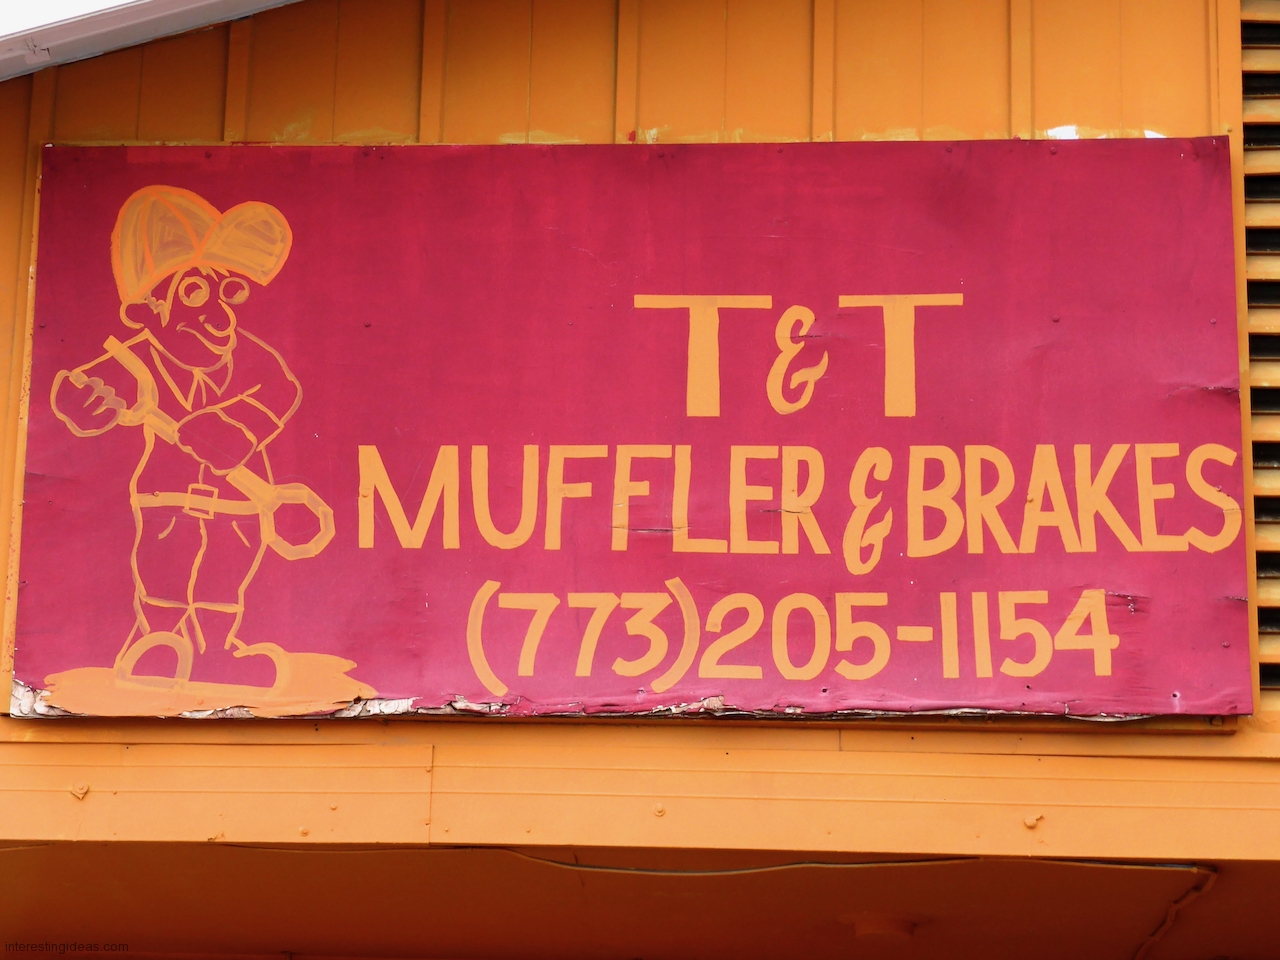 T & T
MUFFLER & BRAKES
(773)205-1154
interestingideas.com